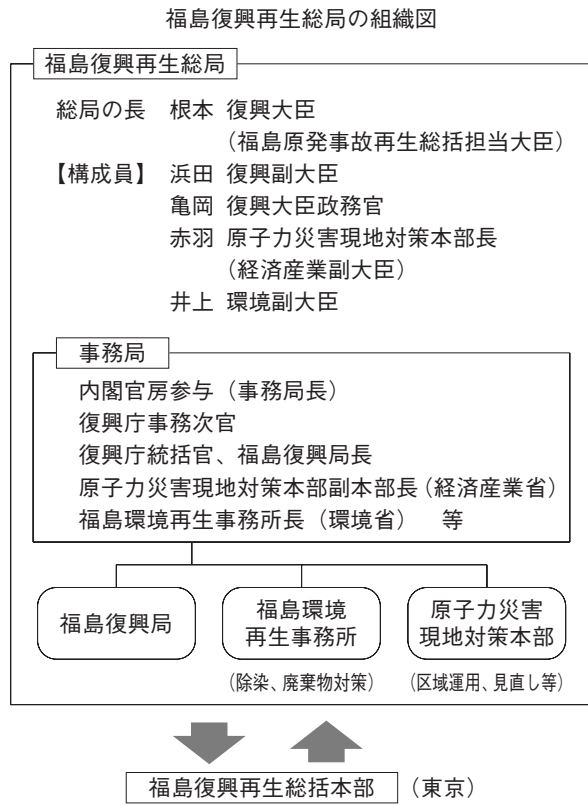 福島復興再生総局の組織図
福島復興再生総局
総局の長 根本 復興大臣
（福島原発事故再生総括担当大臣）
【構成員】 浜田 復興副大臣
亀岡 復興大臣政務官
赤羽 原子力災害現地対策本部長
（経済産業副大臣）
井上 環境副大臣
事務局
内閣官房参与（事務局長）
復興庁事務次官
復興庁統括官、福島復興局長
原子力災害現地対策本部副本部長（経済産業省）
福島環境再生事務所長（環境省） 等
福島復興局
福島環境
再生事務所
（除染、廃棄物対策）
原子力災害
現地対策本部
（区域運用、見直し等）
福島復興再生総括本部 （東京）